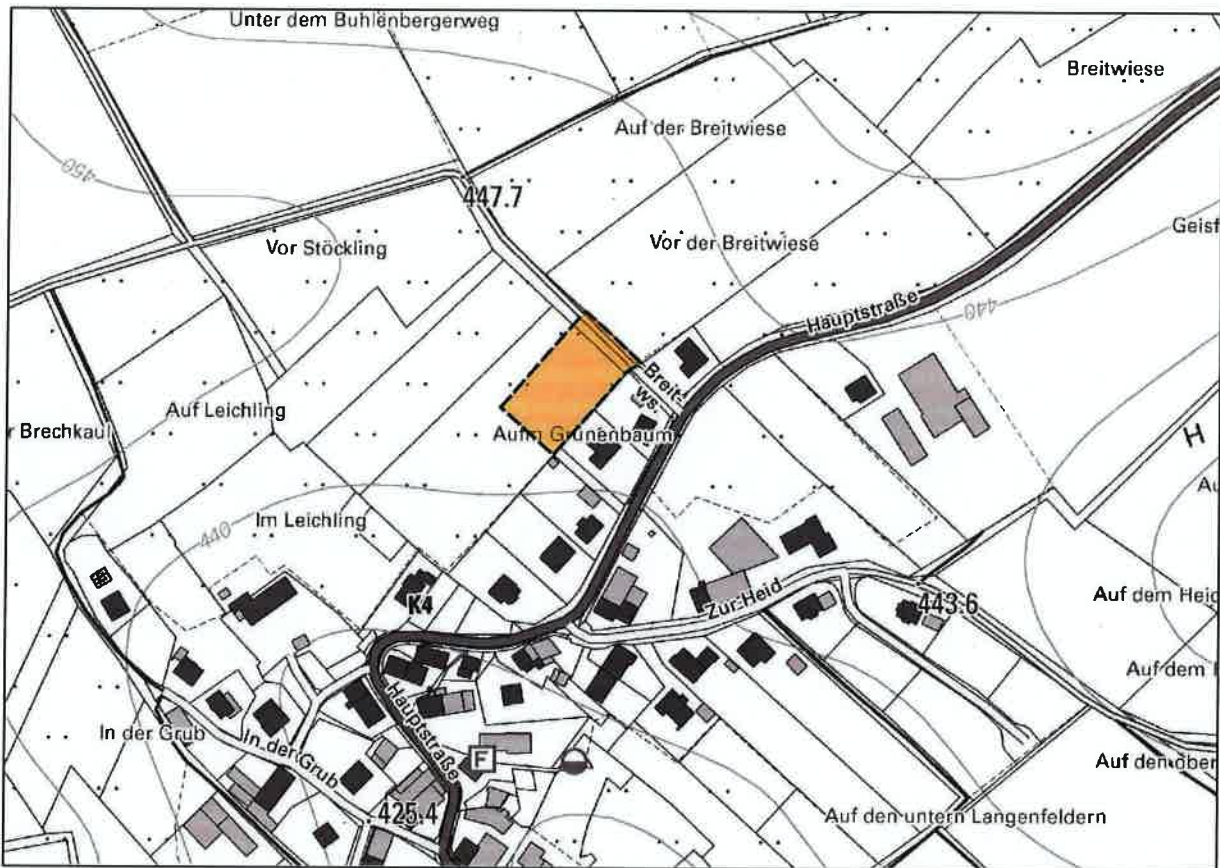 Unter dem Buhlenbergerweg
Breitwiese
Auf der Breitwiese
450
447.7
Vor Stöckling
Vor der Breitwiese
Geisf
Hauptstraße
440
Breit-
ws.
Auf Leichling
r Brechkaul
Aufm Grünenbaum
H
Au
Im Leichling
440
K4
Zur Heid
443.6
Auf dem Heid
Auf dem
Hauptstraße
In der Grub
In der Grub
F
425.4
Auf den ober
Auf den untern Langenfeldern